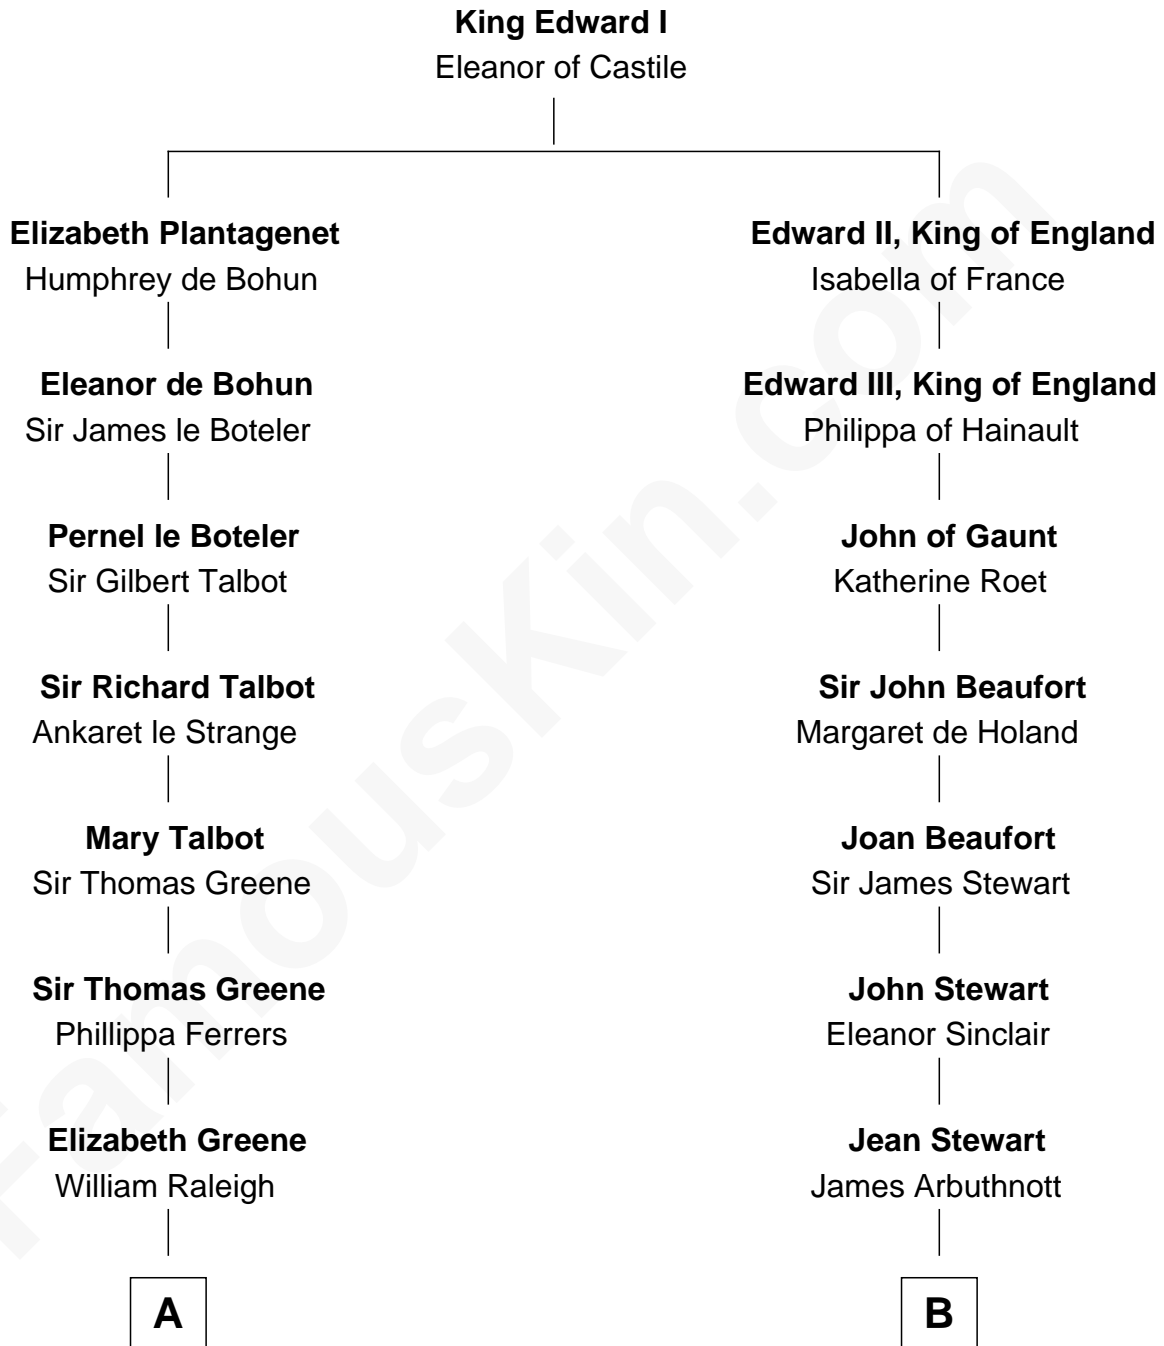 King Edward I
Eleanor of Castile
Elizabeth Plantagenet
Humphrey de Bohun
Edward II, King of England
Isabella of France
Eleanor de Bohun
Sir James le Boteler
Edward III, King of England
Philippa of Hainault
Pernel le Boteler
Sir Gilbert Talbot
John of Gaunt
Katherine Roet
Sir Richard Talbot
Ankaret le Strange
Sir John Beaufort
Margaret de Holand
Mary Talbot
Sir Thomas Greene
Joan Beaufort
Sir James Stewart
Sir Thomas Greene
Phillippa Ferrers
John Stewart
Eleanor Sinclair
Elizabeth Greene
William Raleigh
Jean Stewart
James Arbuthnott
A
B
FamousKin.com